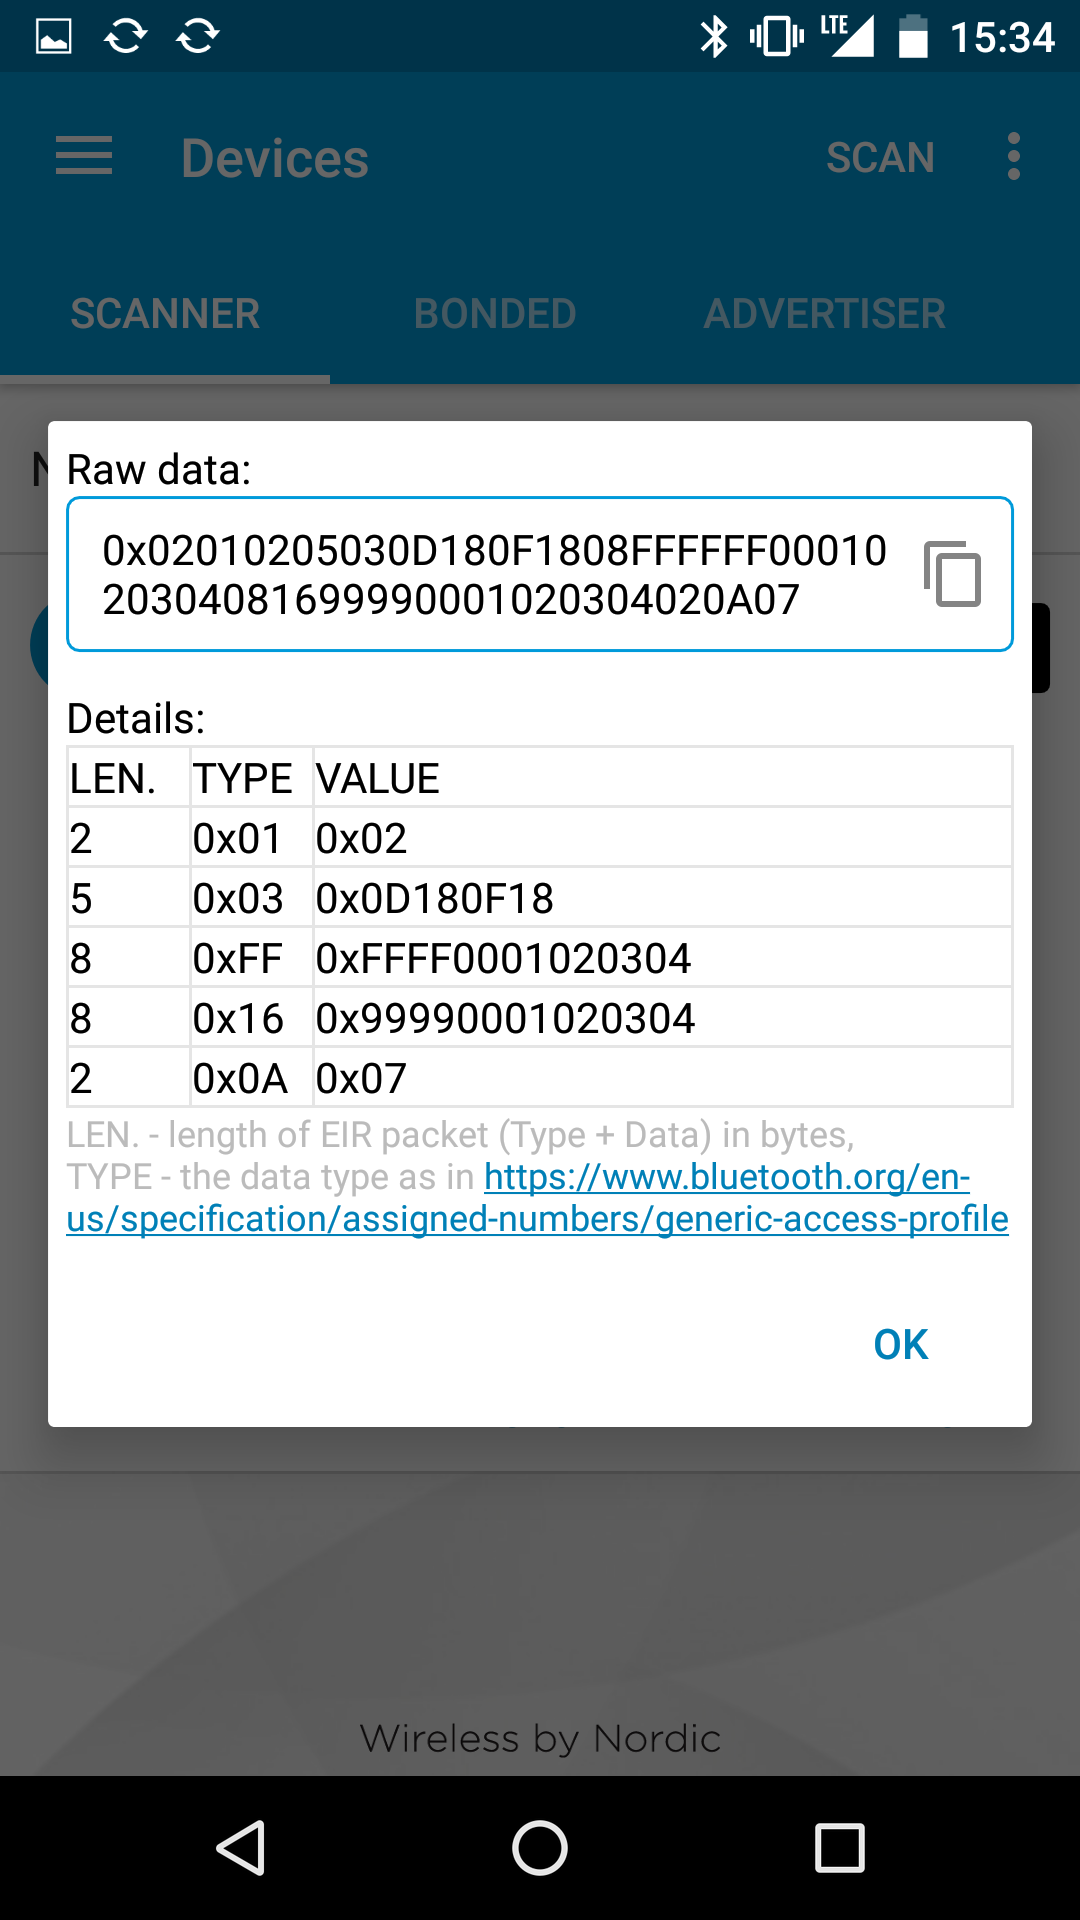 LTE 15:34
Devices SCAN
SCANNER BONDED ADVERTISER
Raw data:
0x02010205030D180F1808FFFFFF00010
20304081699990001020304020A07
Details:
LEN. TYPE VALUE
2 0x01 0x02
5 0x03 0x0D180F18
8 0xFF 0xFFFF0001020304
8 0x16 0x99990001020304
2 0x0A 0x07
LEN. - length of EIR packet (Type + Data) in bytes,
TYPE - the data type as in https://www.bluetooth.org/en-
us/specification/assigned-numbers/generic-access-profile
OK
Wireless by Nordic